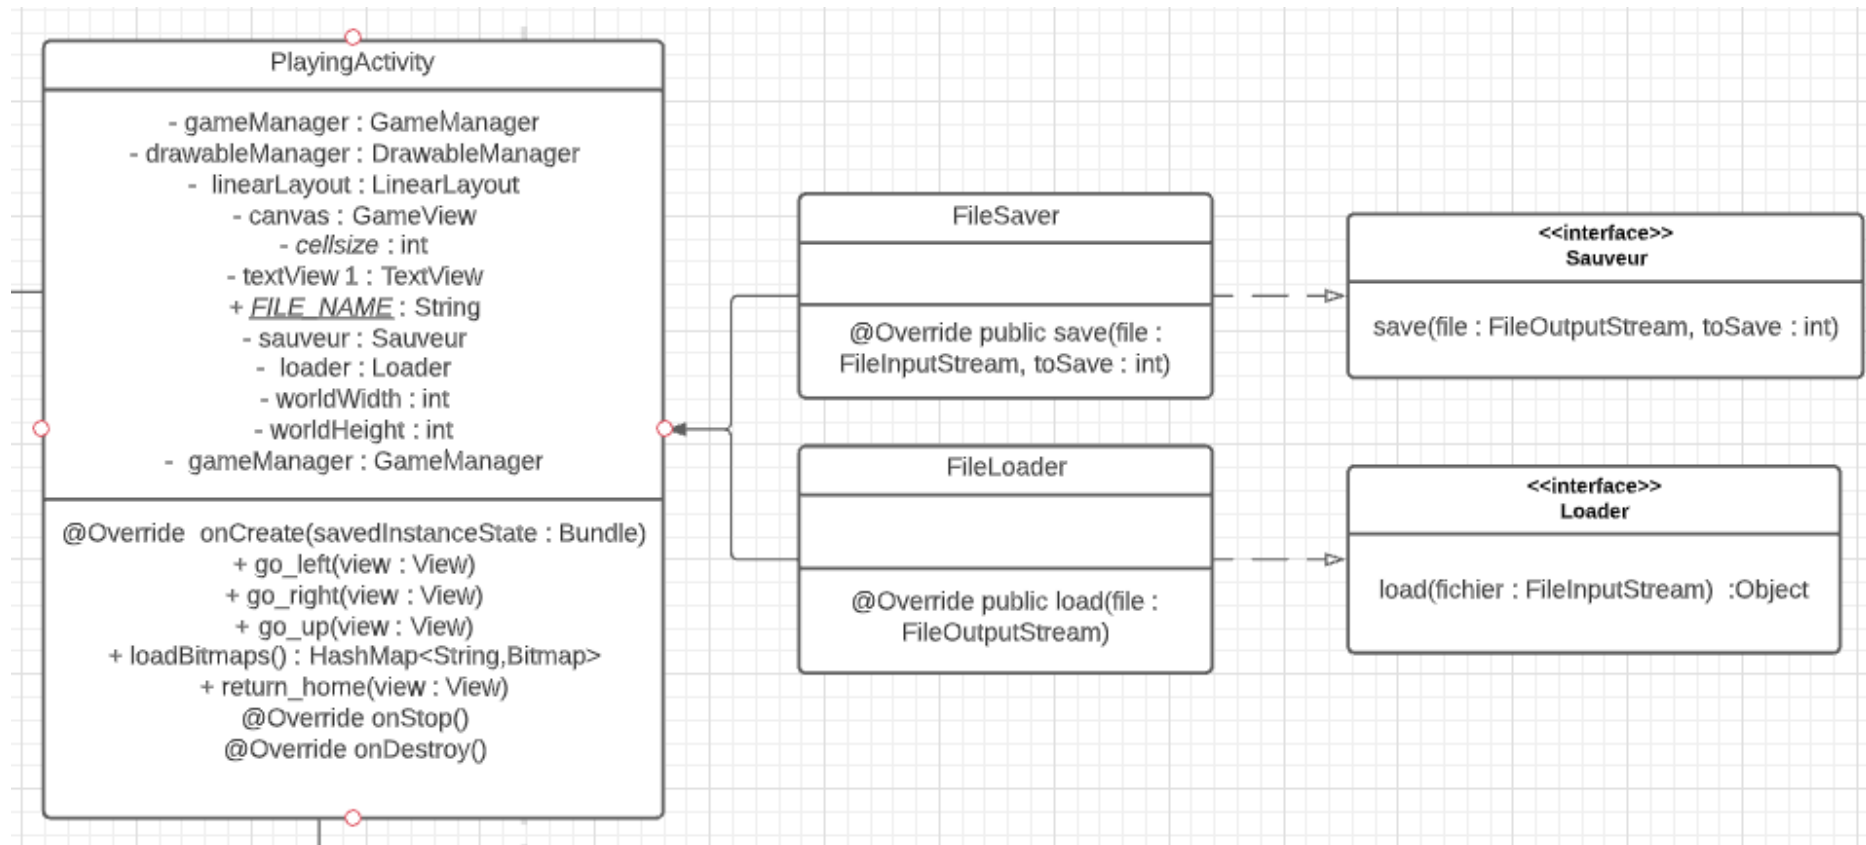 PlayingActivity
- gameManager : GameManager
- drawableManager : DrawableManager
- linearLayout : LinearLayout
- canvas : GameView
- cellsize : int
- textView 1 : TextView
+ FILE_NAME : String
- sauveur : Sauveur
- loader : Loader
- worldWidth : int
- worldHeight : int
- gameManager : GameManager
@Override onCreate(savedInstanceState : Bundle)
+ go_left(view : View)
+ go_right(view : View)
+ go_up(view : View)
+ loadBitmaps() : HashMap<String,Bitmap>
+ return_home(view : View)
@Override onStop()
@Override onDestroy()
FileSaver
@Override public save(file :
FileInputStream, toSave : int)
<<interface>>
Sauveur
save(file : FileOutputStream, toSave : int)
FileLoader
@Override public load(file :
FileOutputStream)
<<interface>>
Loader
load(fichier : FileInputStream) :Object